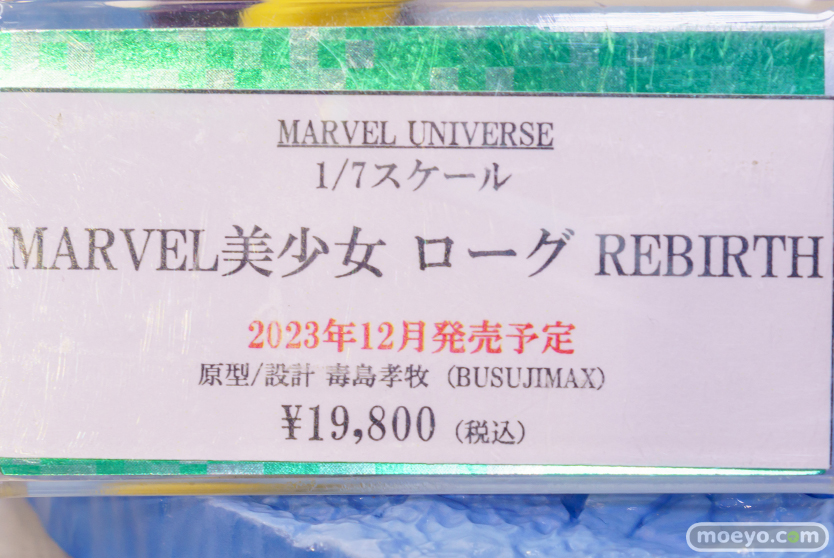 MARVEL UNIVERSE
1/7スケール
MARVEL美少女 ローグ REBIRTH
2023年12月発売予定
原型/設計 毒島孝牧（BUSUJIMAX）
¥19,800（税込）
moeyo.com